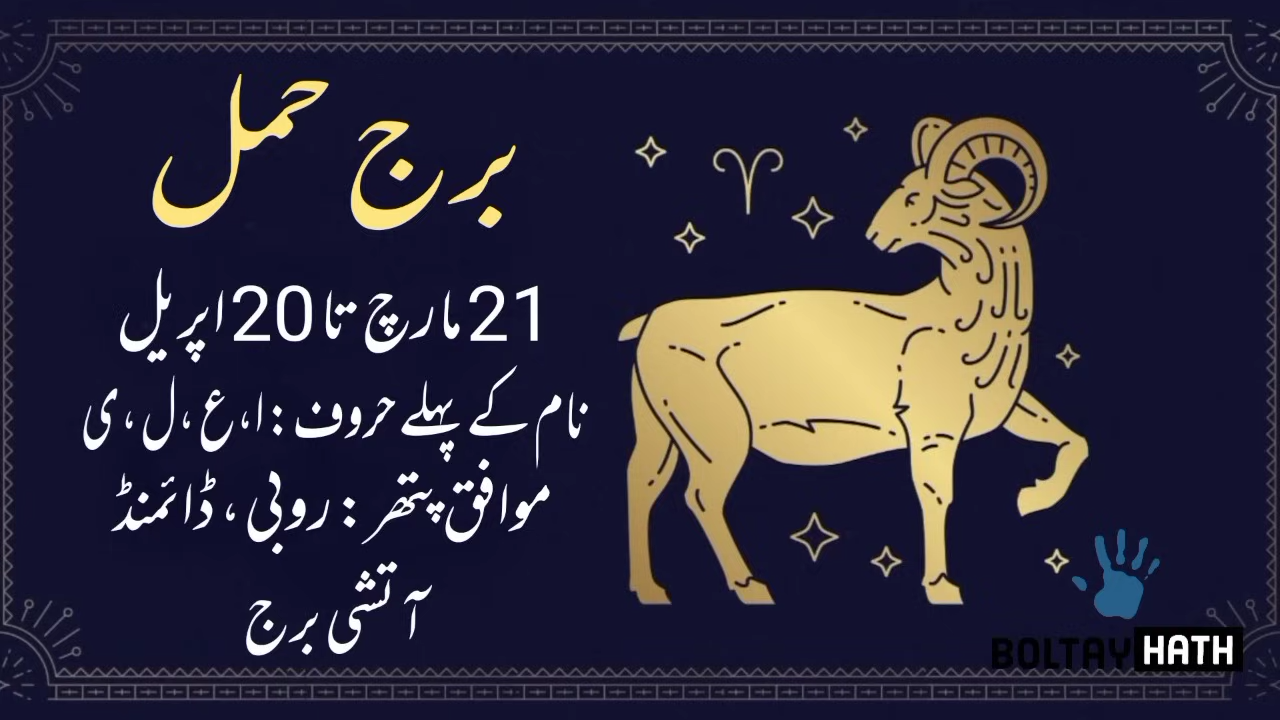 برج حمل
21 مارچ تا 20 اپریل
نام کے پہلے حروف : ا، ع ، ل ، ی
موافق پتھر : روبی ، ڈائمنڈ
آتشی برج
BOLTAY HATH